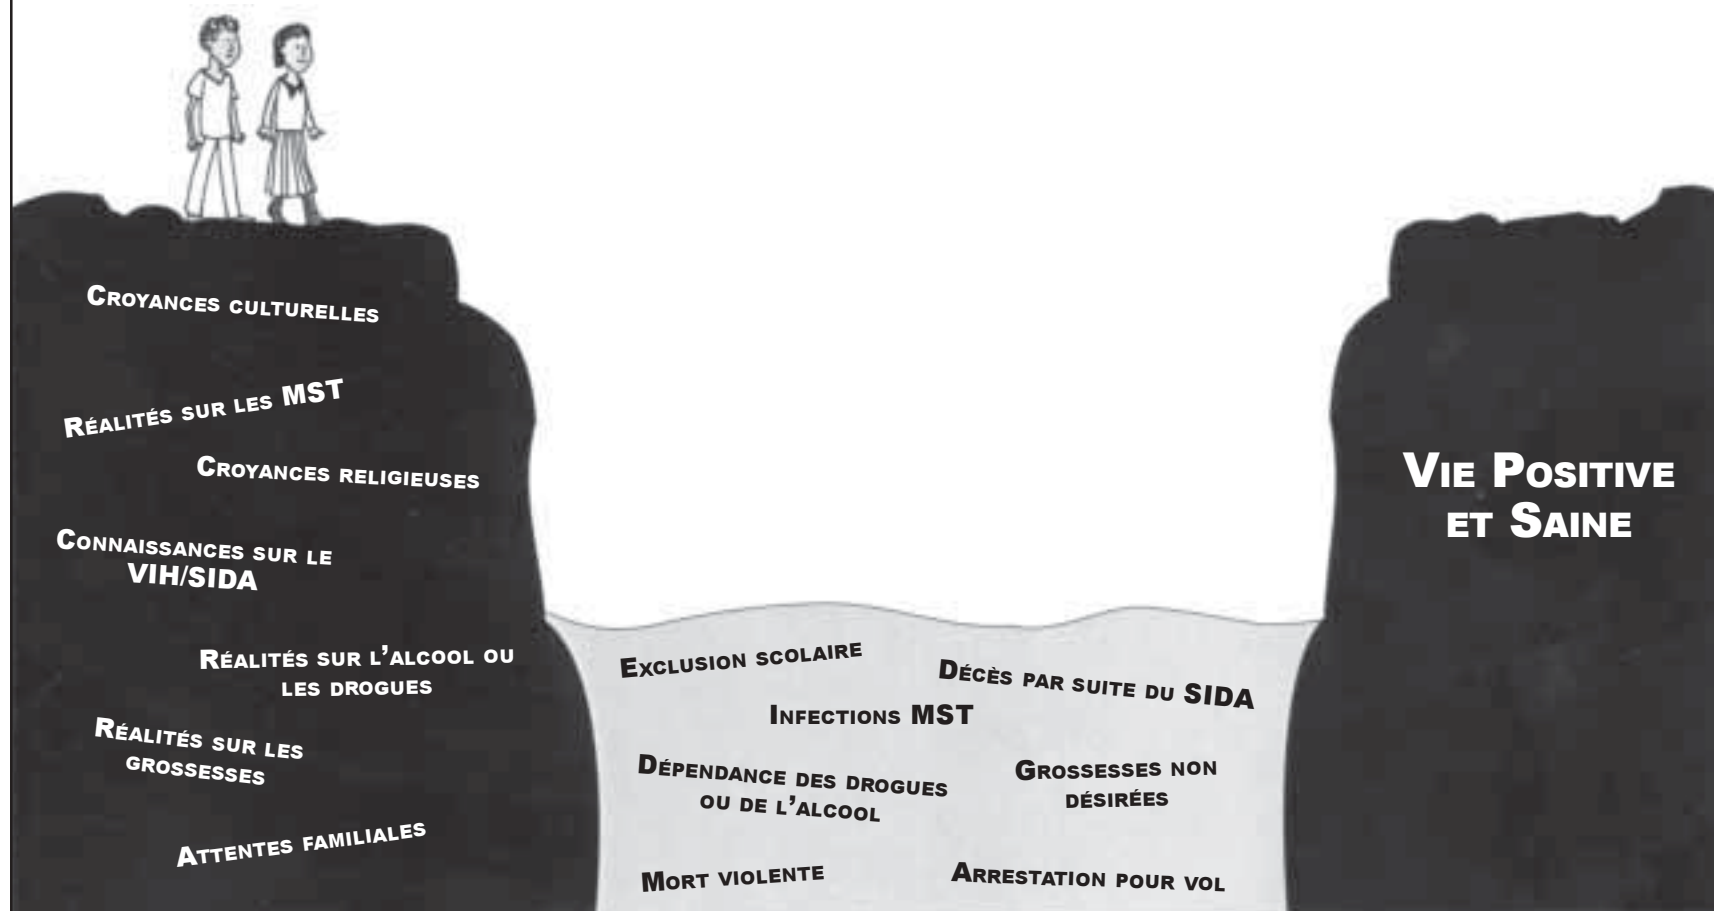 Croyances culturelles
Réalités sur les MST
Croyances religieuses
Connaissances sur le
VIH/SIDA
Réalités sur l’alcool ou
les drogues
Réalités sur les
grossesses
Attentes familiales
Exclusion scolaire
Décès par suite du SIDA
Infections MST
Dépendance des drogues
ou de l’alcool
Grossesses non
désirées
Mort violente
Arrestation pour vol
Vie Positive
et Saine